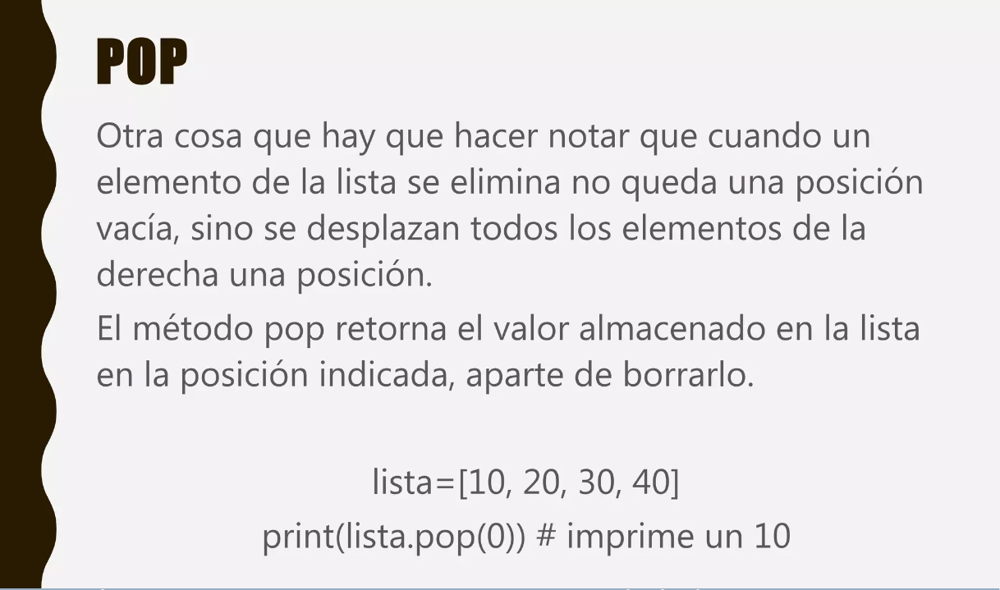 POP
Otra cosa que hay que hacer notar que cuando un
elemento de la lista se elimina no queda una posición
vacía, sino se desplazan todos los elementos de la
derecha una posición.
El método pop retorna el valor almacenado en la lista
en la posición indicada, aparte de borrarlo.
lista=[10, 20, 30, 40]
print(lista.pop(0)) # imprime un 10